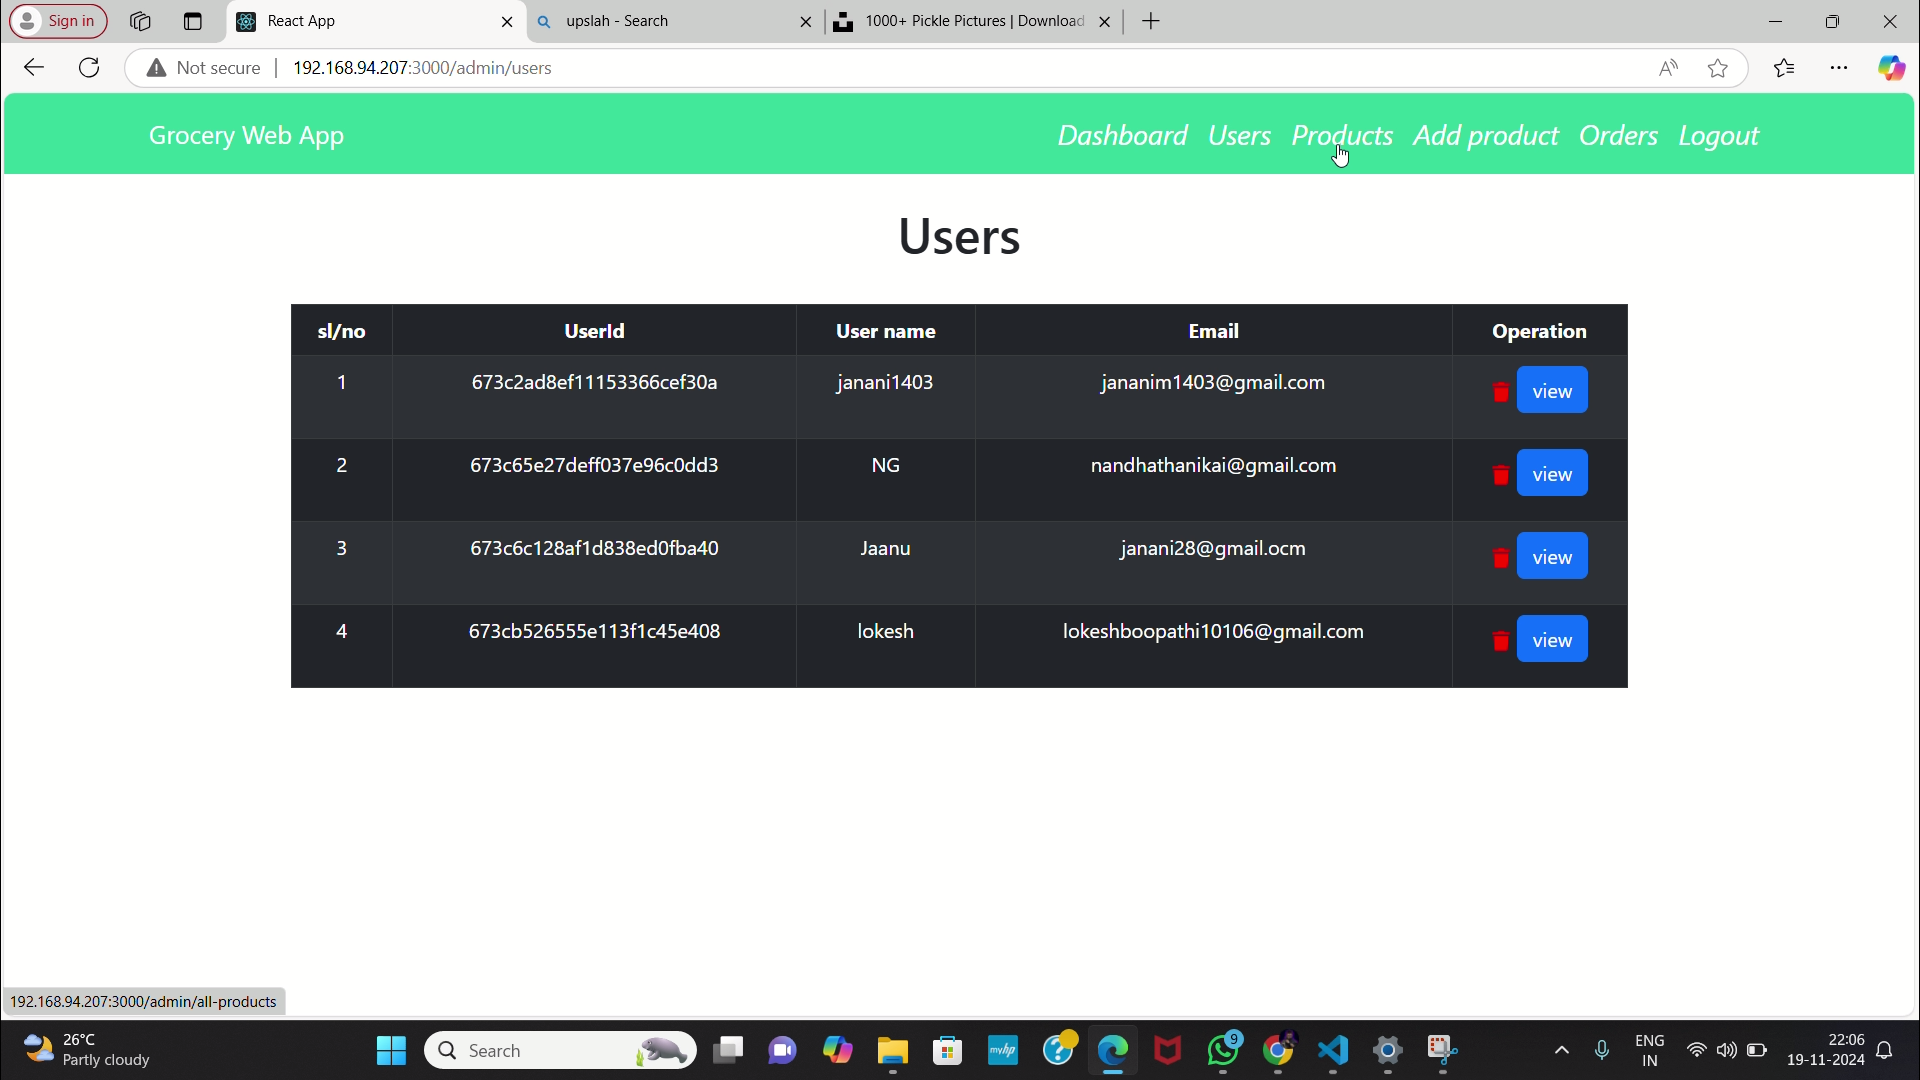 Sign in
React App
upslah - Search
1000+ Pickle Pictures | Download
Not secure
192.168.94.207:3000/admin/users
Grocery Web App
Dashboard Users Products Add product Orders Logout
Users
sl/no UserId User name Email Operation
1 673c2ad8ef11153366cef30a janani1403 jananim1403@gmail.com view
2 673c65e27deff037e96c0dd3 NG nandhathanikai@gmail.com view
3 673c6c128af1d838ed0fba40 Jaanu janani28@gmail.ocm view
4 673cb526555e113f1c45e408 lokesh lokeshboopathi10106@gmail.com view
192.168.94.207:3000/admin/all-products
26°C
Partly cloudy
Search
myhp
9
ENG
IN
22:06
19-11-2024